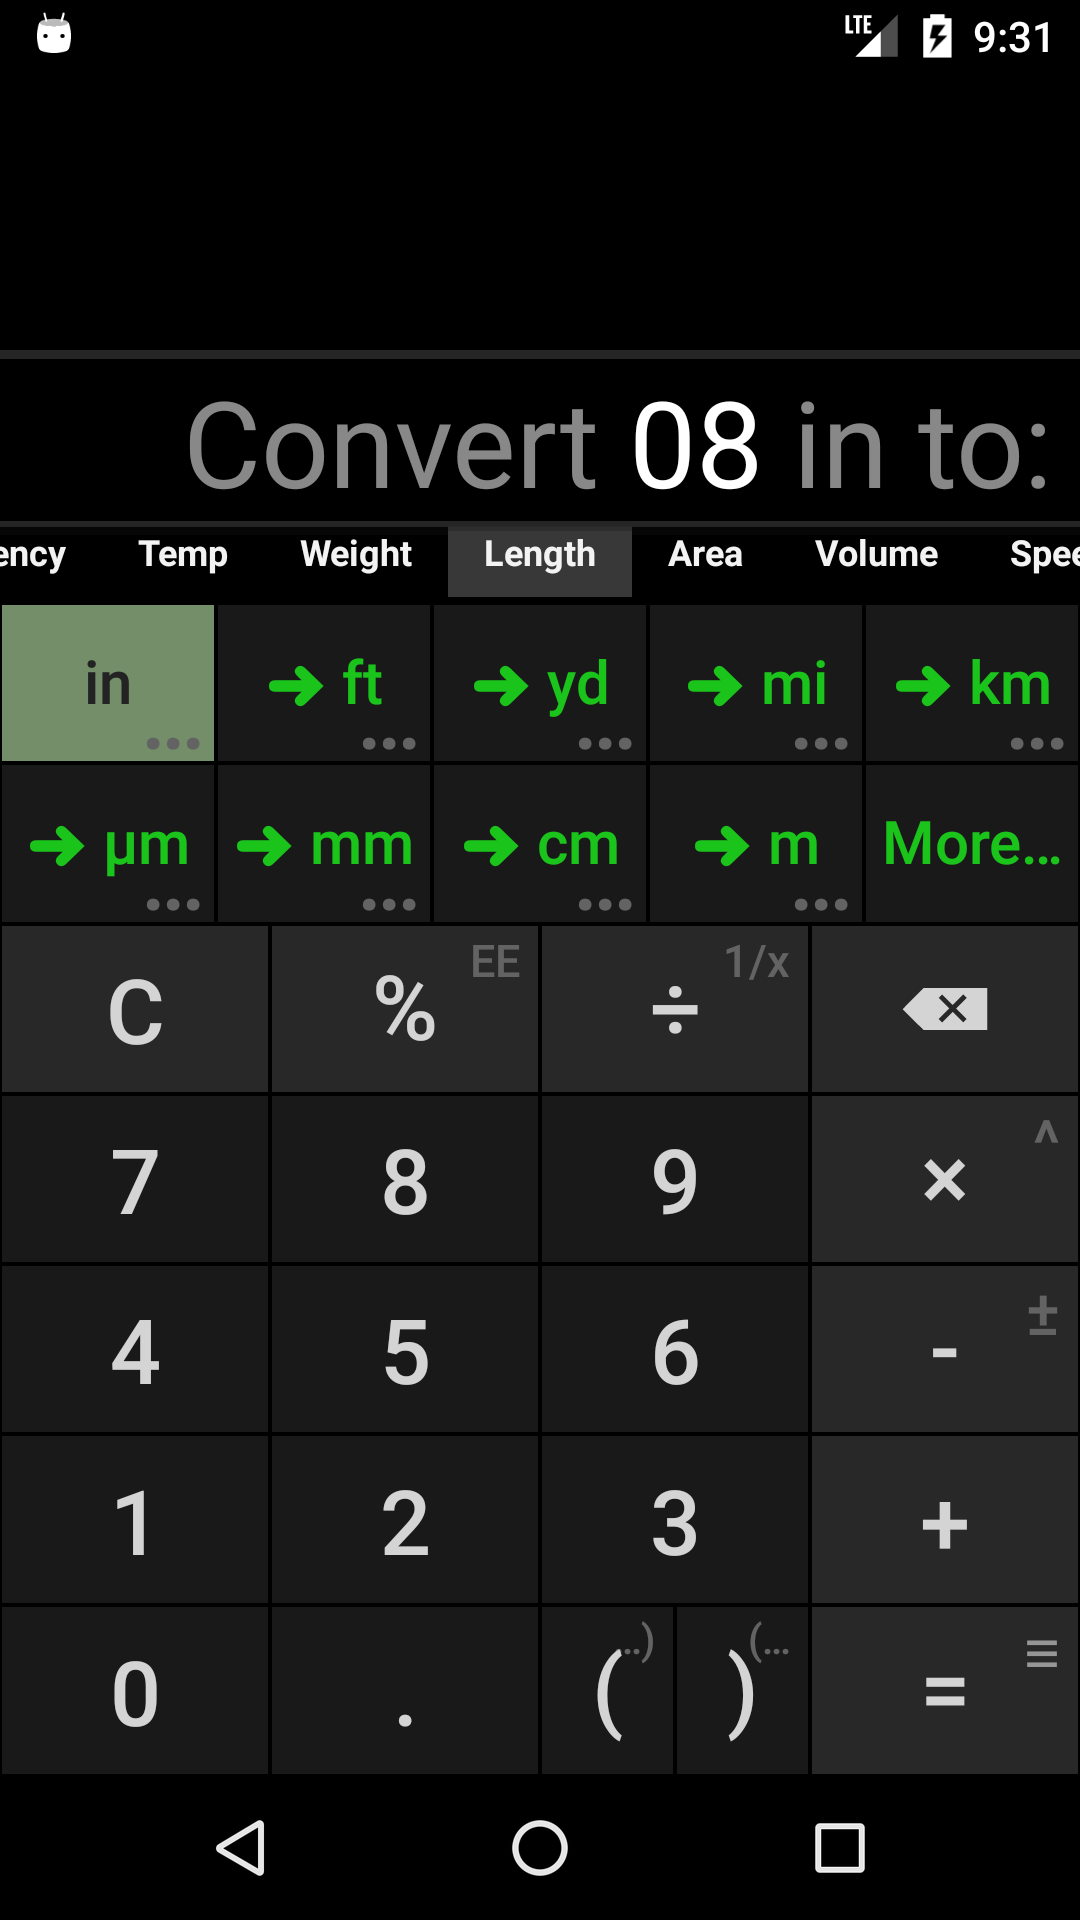 LTE 9:31
Convert 08 in to:
ency Temp Weight Length Area Volume Spee
in ft yd mi km
µm mm cm m More...
C % EE ÷ 1/x
7 8 9 × ^
4 5 6 - ±
1 2 3 +
0 . ( ..) ) (... =